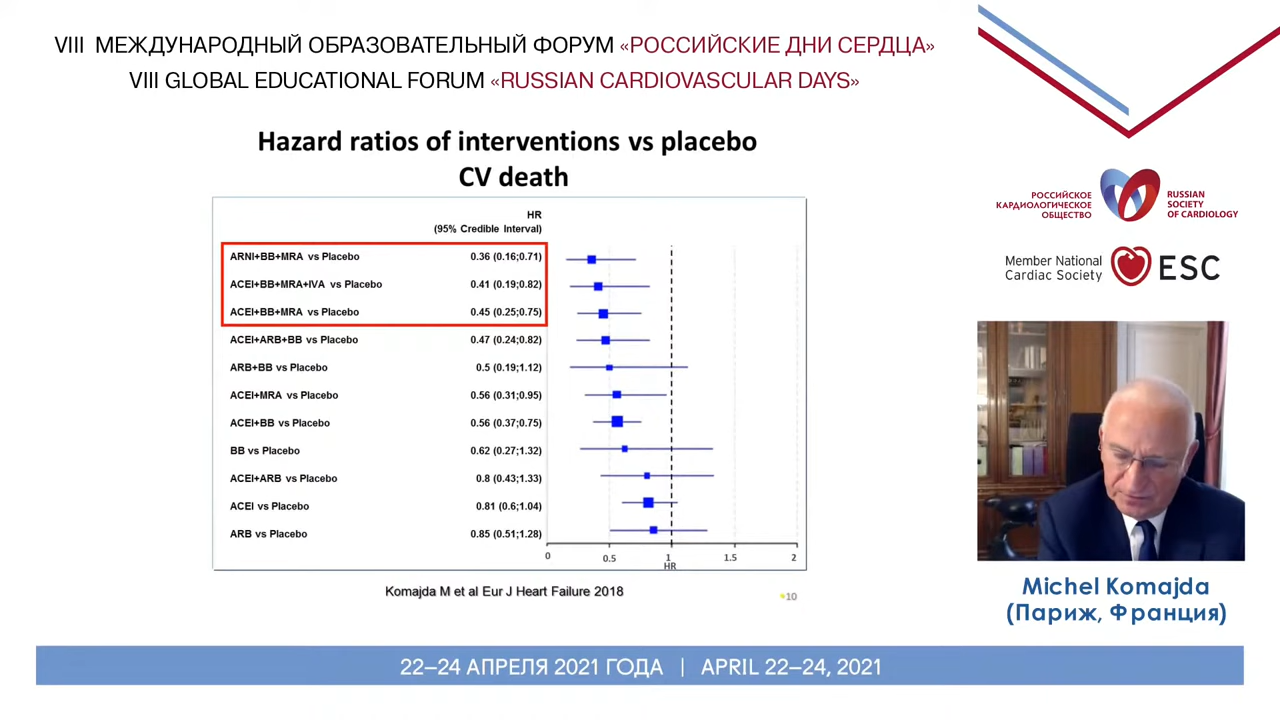 VIII МЕЖДУНАРОДНЫЙ ОБРАЗОВАТЕЛЬНЫЙ ФОРУМ «РОССИЙСКИЕ ДНИ СЕРДЦА»
VIII GLOBAL EDUCATIONAL FORUM «RUSSIAN CARDIOVASCULAR DAYS»
Hazard ratios of interventions vs placebo
CV death
HR
(95% Credible Interval)
ARNI+BB+MRA vs Placebo 0.36 (0.16;0.71)
ACEI+BB+MRA+IVA vs Placebo 0.41 (0.19;0.82)
ACEI+BB+MRA vs Placebo 0.45 (0.25;0.75)
ACEI+ARB+BB vs Placebo 0.47 (0.24;0.82)
ARB+BB vs Placebo 0.5 (0.19;1.12)
ACEI+MRA vs Placebo 0.56 (0.31;0.95)
ACEI+BB vs Placebo 0.56 (0.37;0.75)
BB vs Placebo 0.62 (0.27;1.32)
ACEI+ARB vs Placebo 0.8 (0.43;1.33)
ACEI vs Placebo 0.81 (0.6;1.04)
ARB vs Placebo 0.85 (0.51;1.28)
0 0.5 1 1.5 2
HR
Komajda M et al Eur J Heart Failure 2018
10
РОССИЙСКОЕ
КАРДИОЛОГИЧЕСКОЕ
ОБЩЕСТВО
RUSSIAN
SOCIETY
OF CARDIOLOGY
Member National
Cardiac Society
ESC
Michel Komajda
(Париж, Франция)
22–24 АПРЕЛЯ 2021 ГОДА | APRIL 22–24, 2021